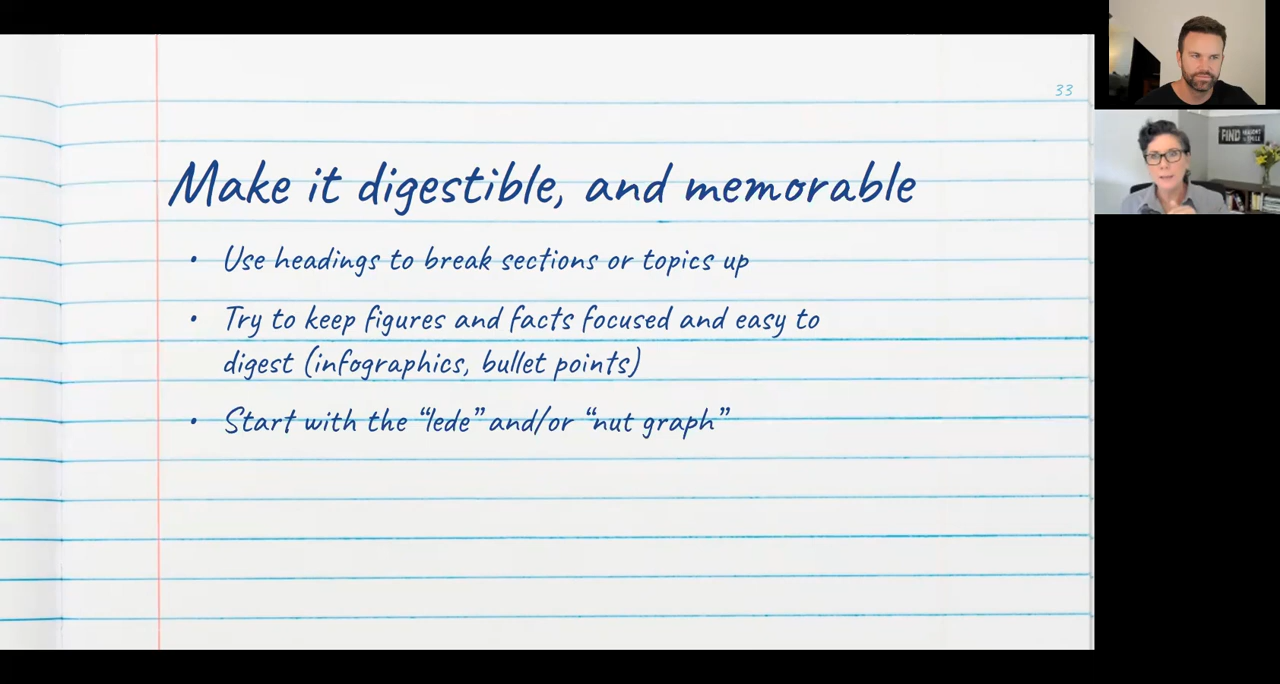 33
Make it digestible, and memorable
• Use headings to break sections or topics up
• Try to keep figures and facts focused and easy to
digest (infographics, bullet points)
• Start with the “lede” and/or “nut graph”
FIND